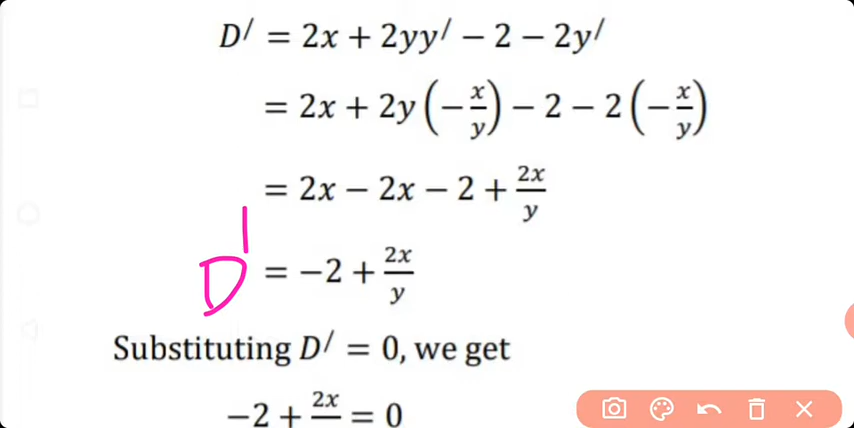 D/ = 2x + 2yy/ − 2 − 2y/
= 2x + 2y(−x/y) − 2 − 2(−x/y)
= 2x − 2x − 2 + 2x/y
D' = −2 + 2x/y
Substituting D/ = 0, we get
−2 + 2x/ = 0